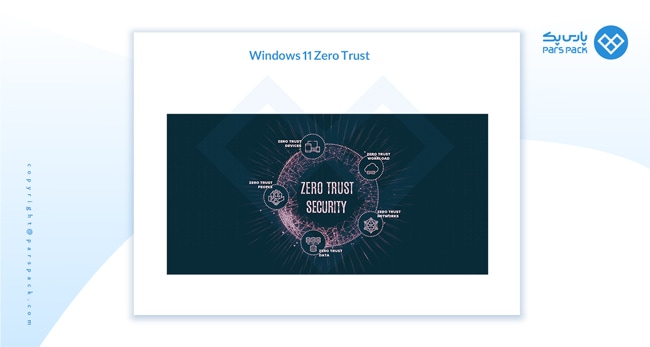 Windows 11 Zero Trust
پارس پک
PARS PACK
ZERO TRUST
DEVICES
ZERO TRUST
WORKLOAD
ZERO TRUST
PEOPLE
ZERO TRUST
SECURITY
ZERO TRUST
NETWORKS
ZERO TRUST
DATA
copyright@parspack.com